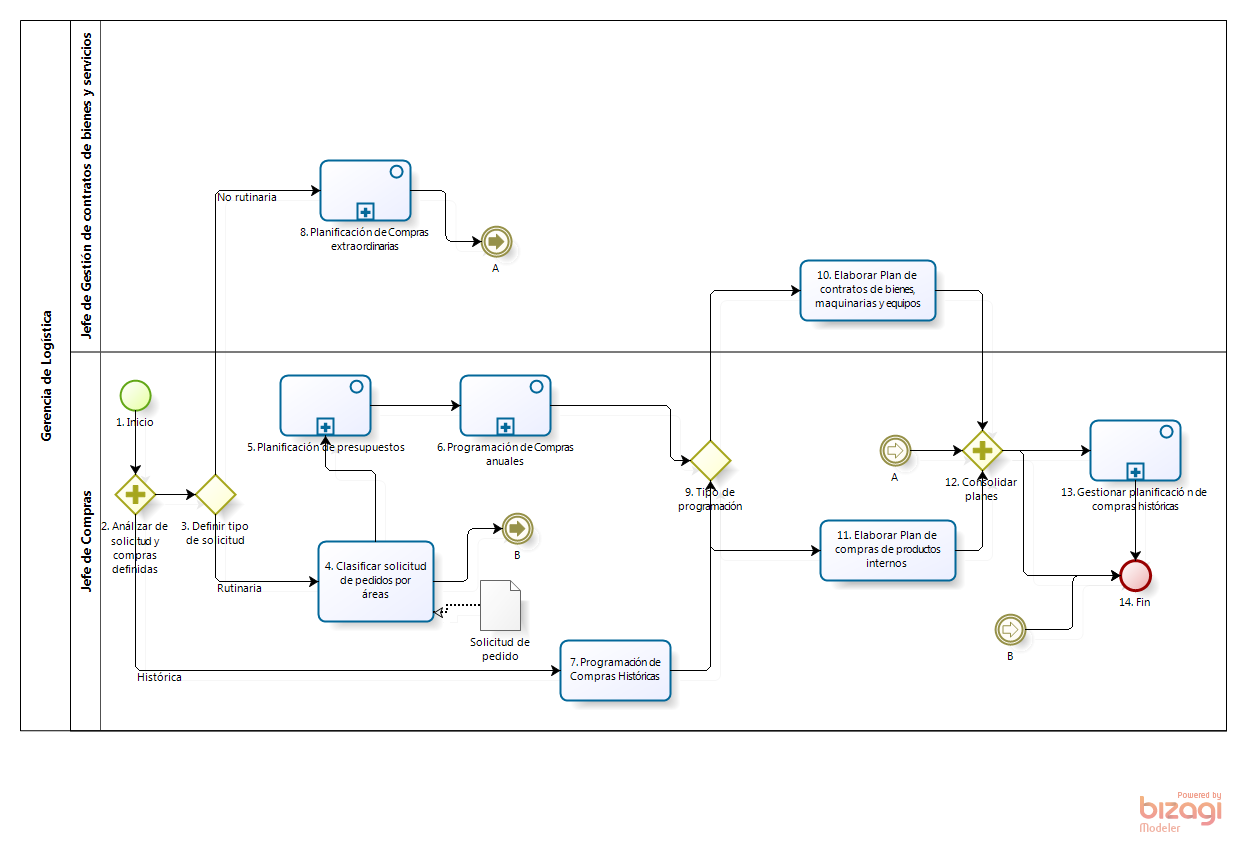 Gerencia de Logística
Jefe de Gestión de contratos de bienes y servicios
No rutinaria
8. Planificación de Compras
extraordinarias
A
10. Elaborar Plan de
contratos de bienes,
maquinarias y equipos
Jefe de Compras
1. Inicio
2. Análizar de
solicitud y
compras
definidas
3. Definir tipo
de solicitud
Rutinaria
Histórica
4. Clasificar solicitud
de pedidos por
áreas
5. Planificación de presupuestos
6. Programación de Compras
anuales
B
Solicitud de
pedido
7. Programación de
Compras Históricas
9. Tipo de
programación
A
11. Elaborar Plan de
compras de productos
internos
12. Consolidar
planes
13. Gestionar planificación de
compras históricas
14. Fin
B
Powered by
bizagi
Modeler